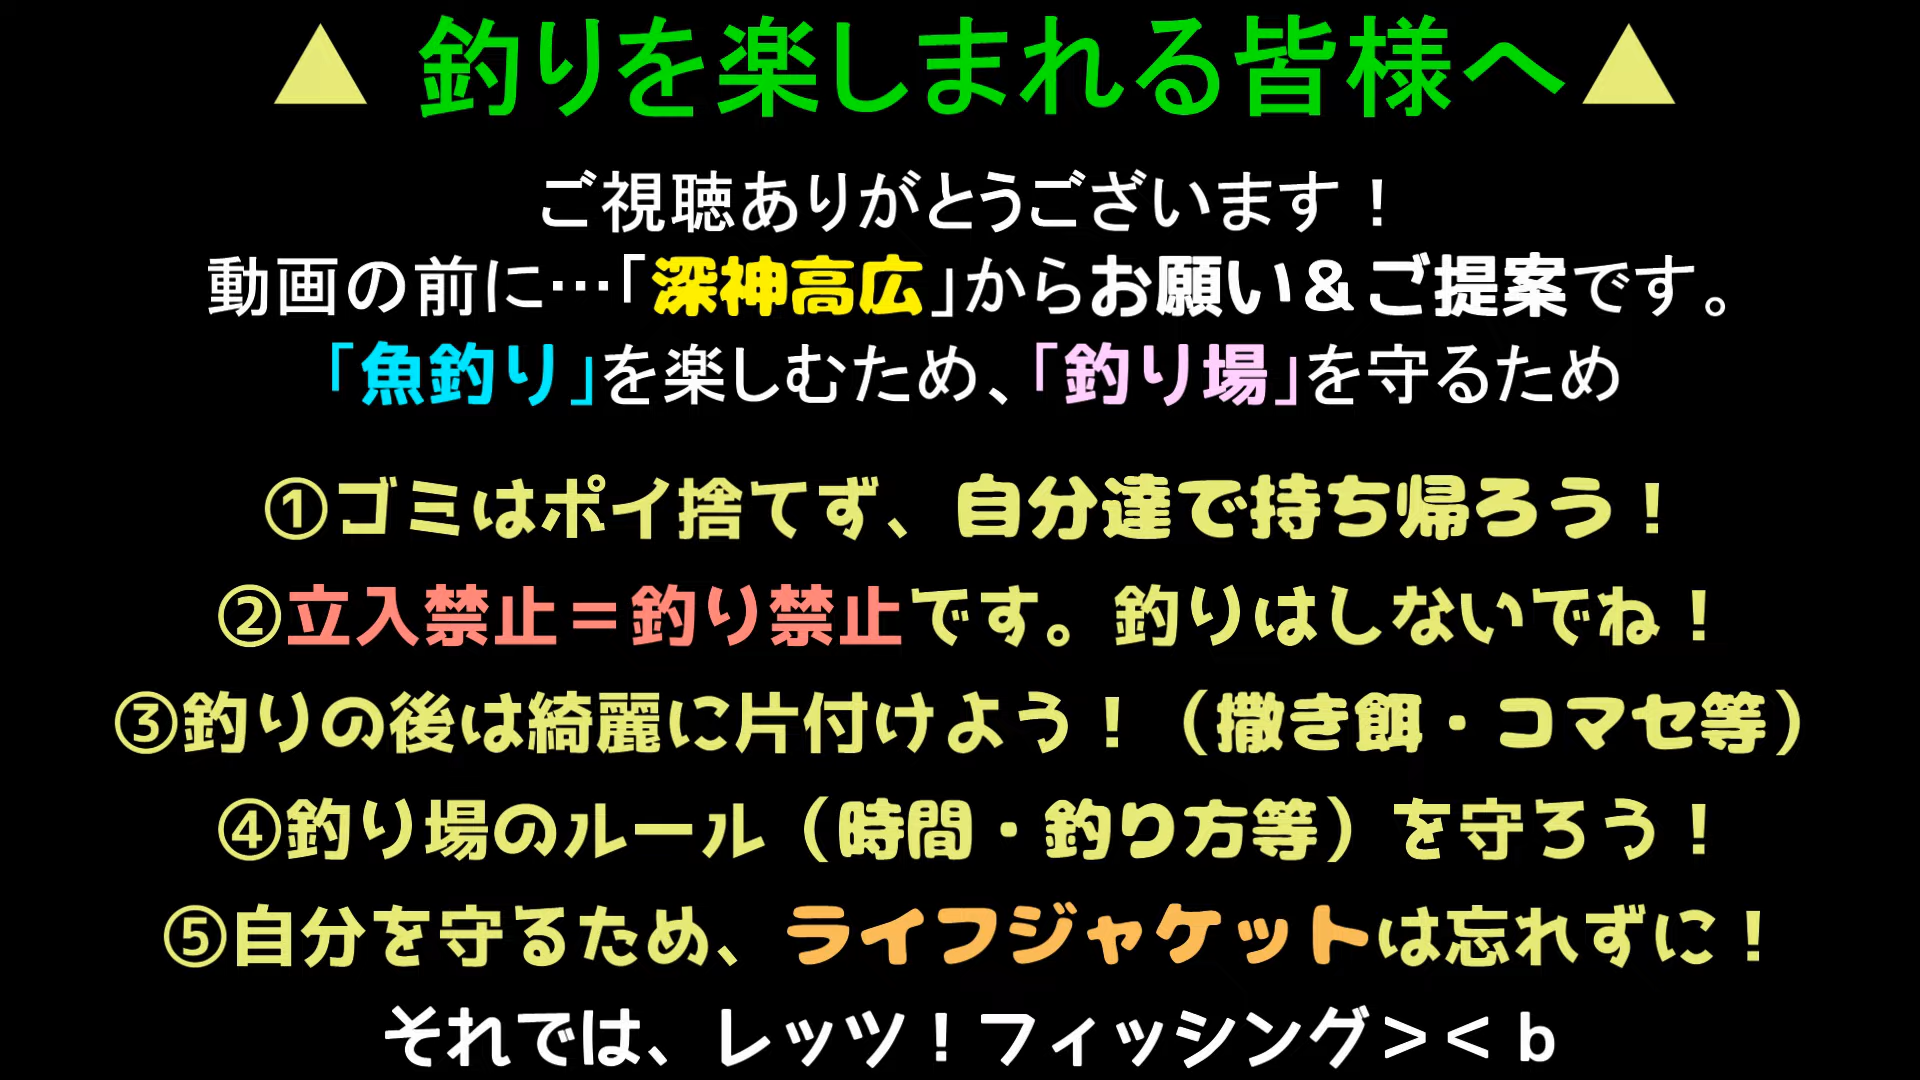 ▲ 釣りを楽しまれる皆様へ▲
ご視聴ありがとうございます！
動画の前に…「深神高広」からお願い＆ご提案です。
「魚釣り」を楽しむため、「釣り場」を守るため
①ゴミはポイ捨てず、自分達で持ち帰ろう！
②立入禁止＝釣り禁止です。釣りはしないでね！
③釣りの後は綺麗に片付けよう！（撒き餌・コマセ等）
④釣り場のルール（時間・釣り方等）を守ろう！
⑤自分を守るため、ライフジャケットは忘れずに！
それでは、レッツ！フィッシング＞＜ｂ